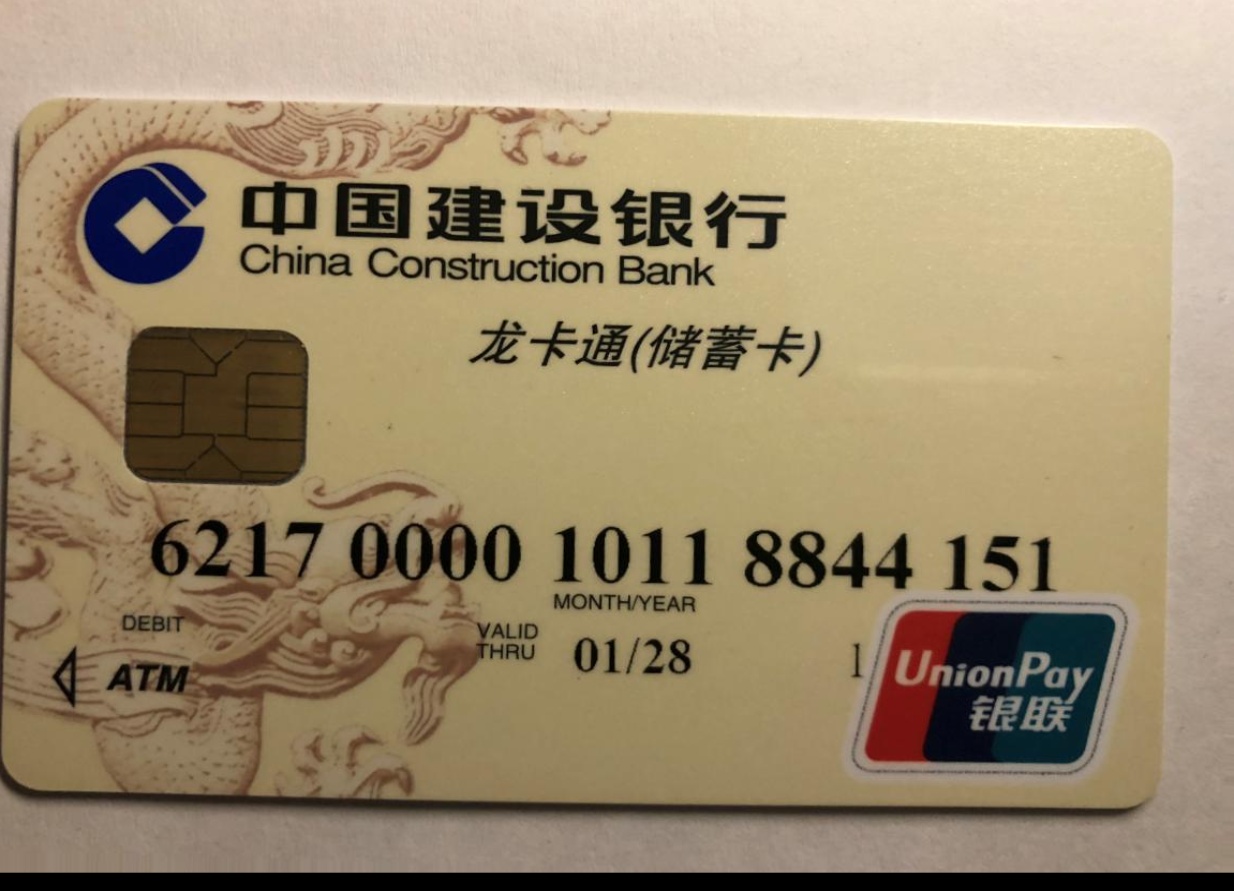 中国建设银行
China Construction Bank
龙卡通(储蓄卡)
6217 0000 1011 8844 151
MONTH/YEAR
DEBIT
VALID
THRU
01/28
1
ATM
UnionPay
银联